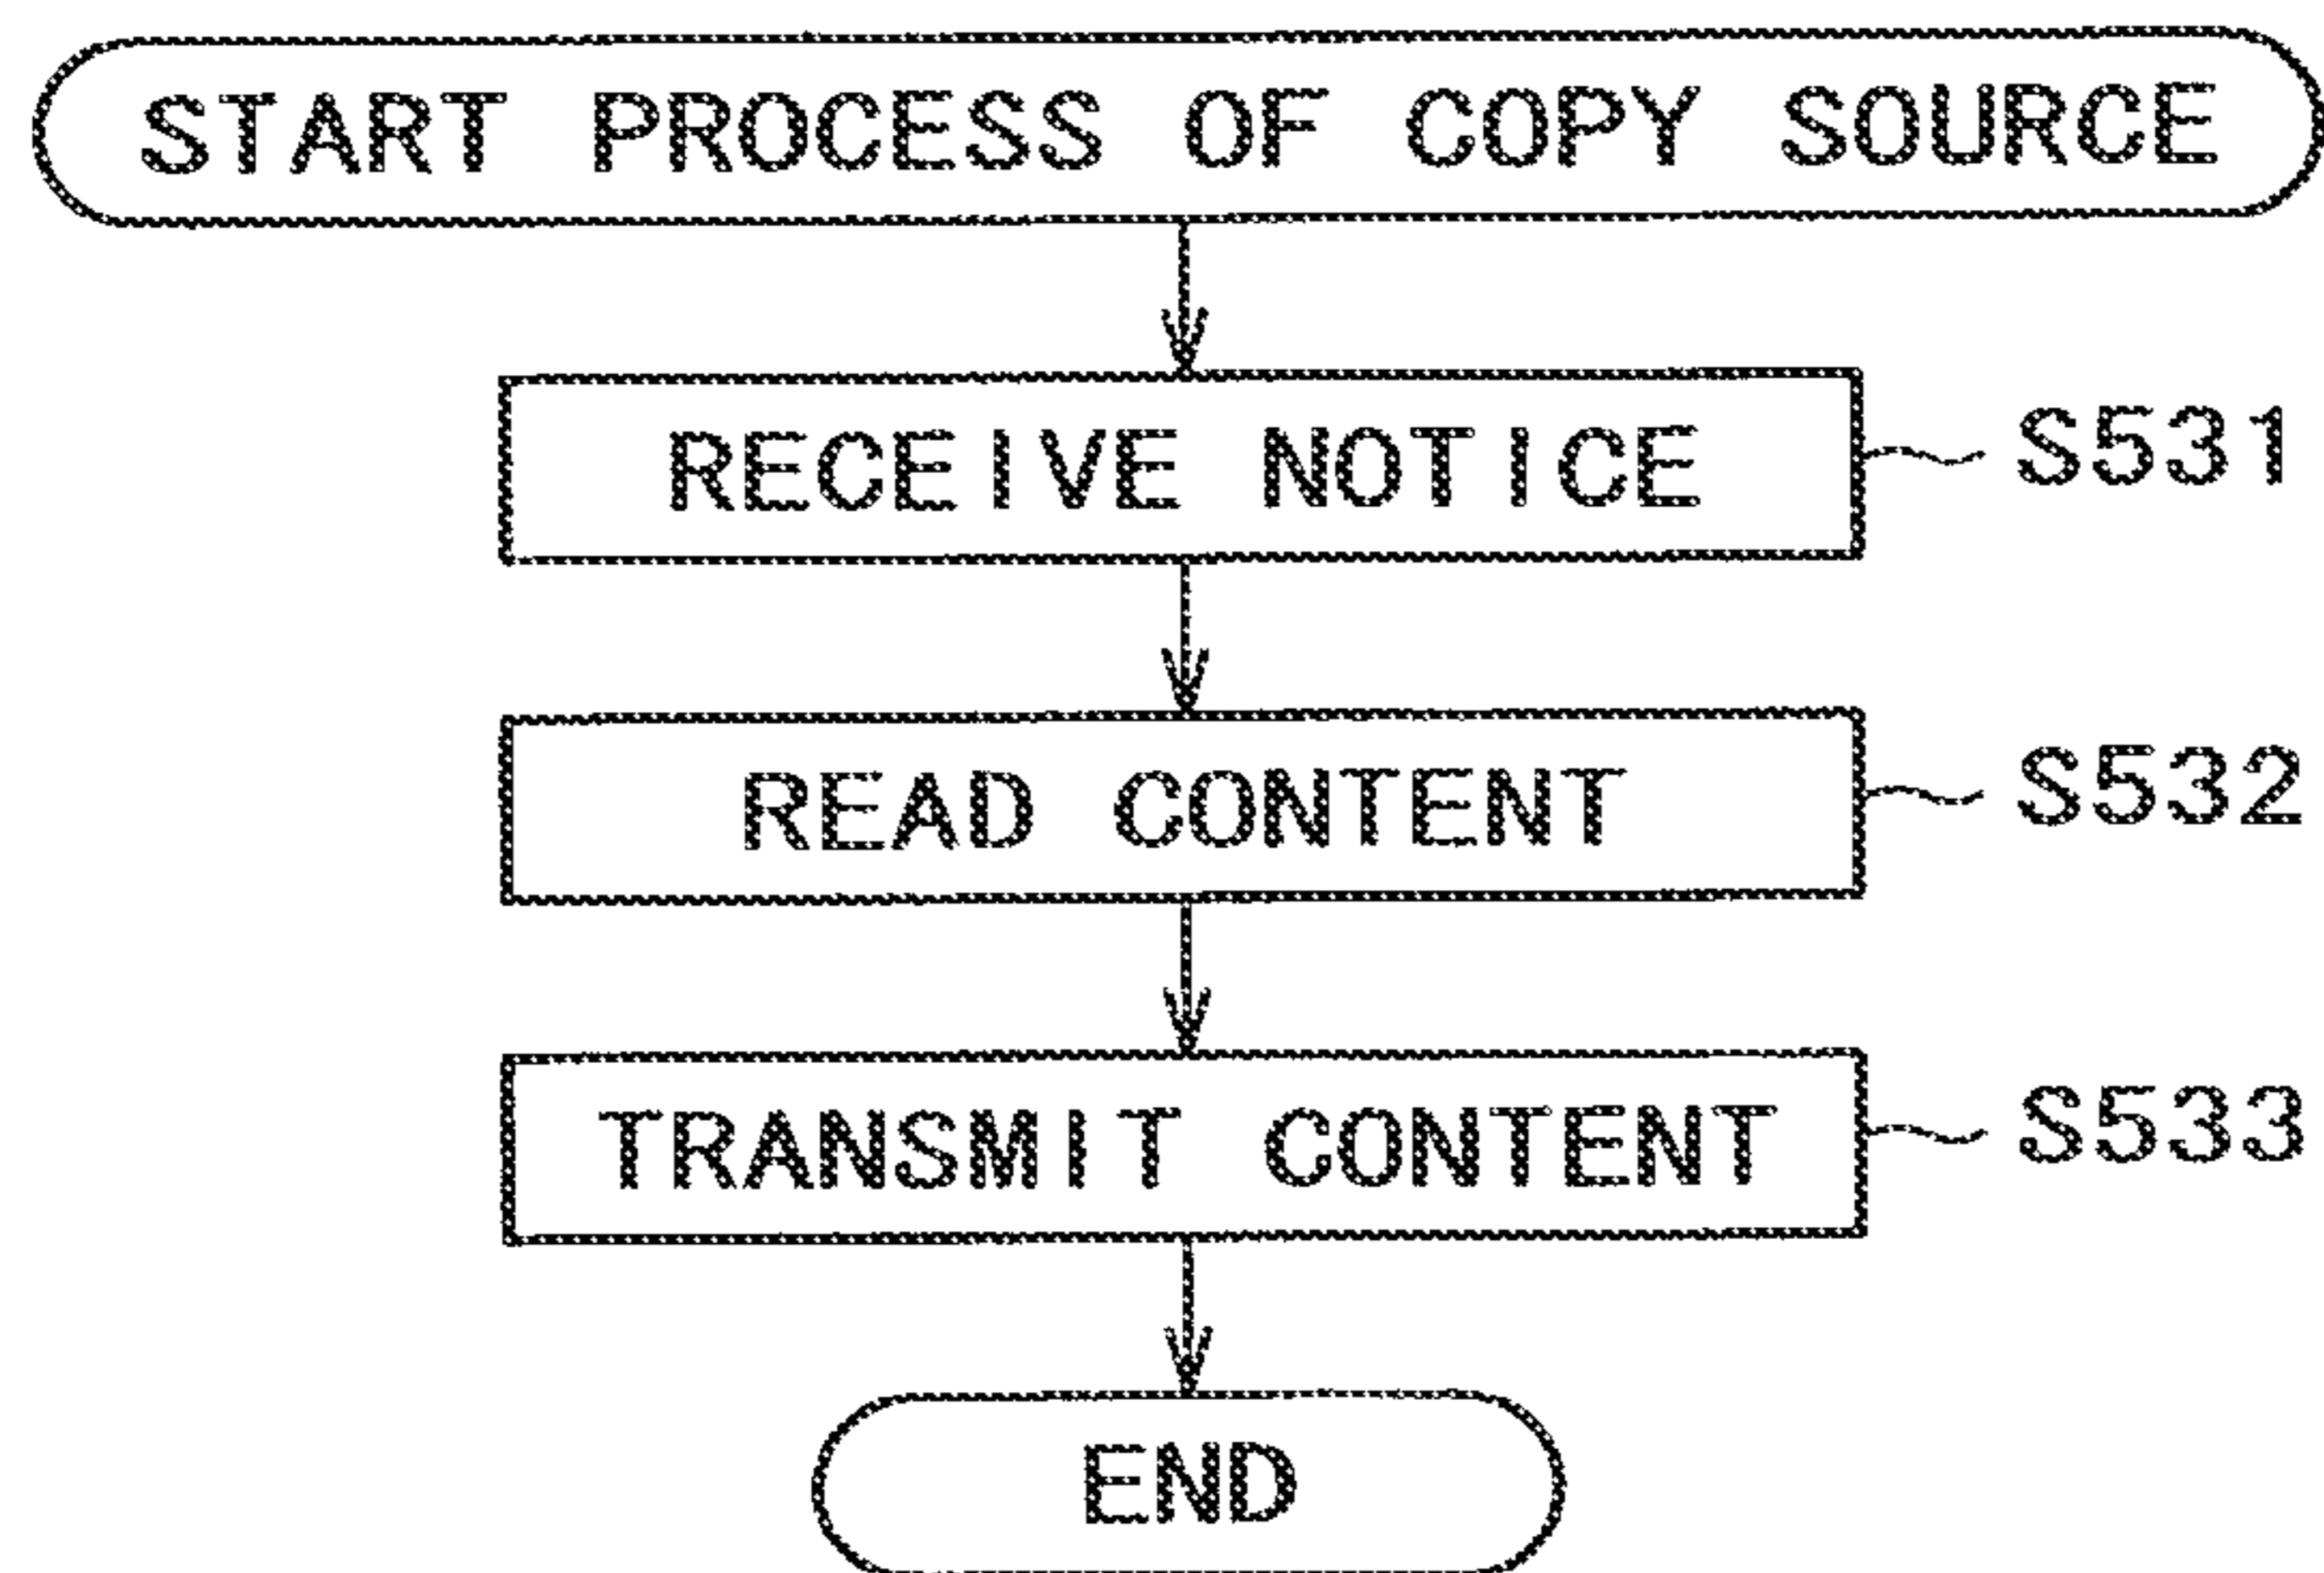 START PROCESS OF COPY SOURCE
RECEIVE NOTICE S531
READ CONTENT S532
TRANSMIT CONTENT S533
END